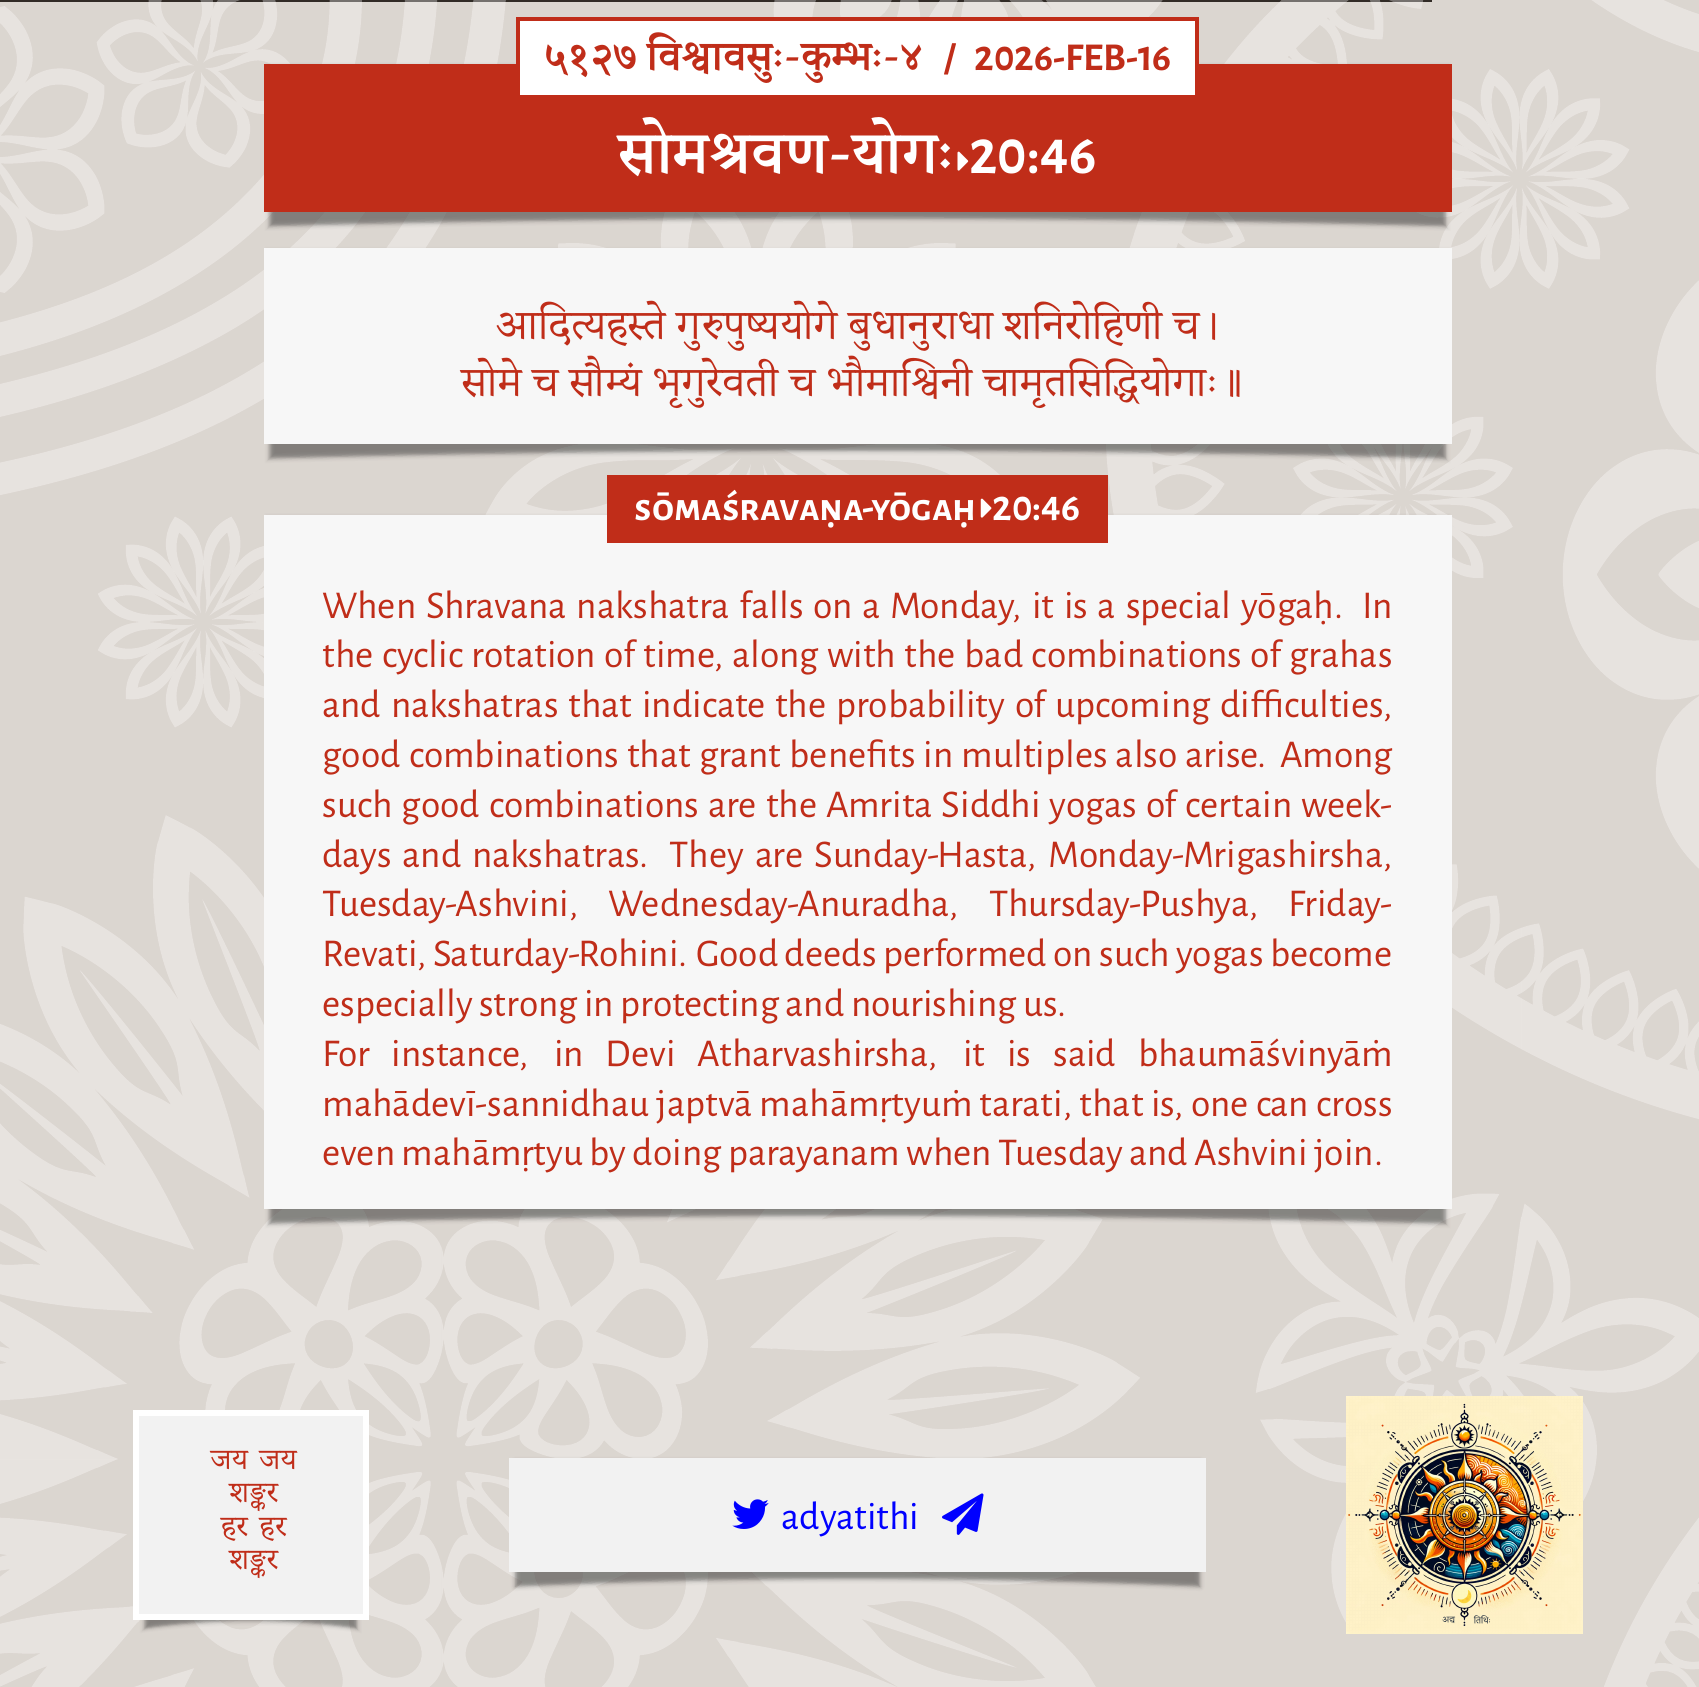 ५१२७ विश्वावसुः-कुम्भः-४ / 2026-FEB-16
सोमश्रवण-योगः▸20:46
आदित्यहस्ते गुरुपुष्ययोगे बुधानुराधा शनिरोहिणी च।
सोमे च सौम्यं भृगुरेवती च भौमाश्विनी चामृतसिद्धियोगाः॥
SŌMAŚRAVAṆA-YŌGAḤ▸20:46
When Shravana nakshatra falls on a Monday, it is a special yōgaḥ. In
the cyclic rotation of time, along with the bad combinations of grahas
and nakshatras that indicate the probability of upcoming difficulties,
good combinations that grant benefits in multiples also arise. Among
such good combinations are the Amrita Siddhi yogas of certain week-
days and nakshatras. They are Sunday-Hasta, Monday-Mrigashirsha,
Tuesday-Ashvini, Wednesday-Anuradha, Thursday-Pushya, Friday-
Revati, Saturday-Rohini. Good deeds performed on such yogas become
especially strong in protecting and nourishing us.
For instance, in Devi Atharvashirsha, it is said bhaumāśvinyāṁ
mahādevī-sannidhau japtvā mahāmṛtyuṁ tarati, that is, one can cross
even mahāmṛtyu by doing parayanam when Tuesday and Ashvini join.
जय जय
शङ्कर
हर हर
शङ्कर
adyatithi
अद्य तिथिः